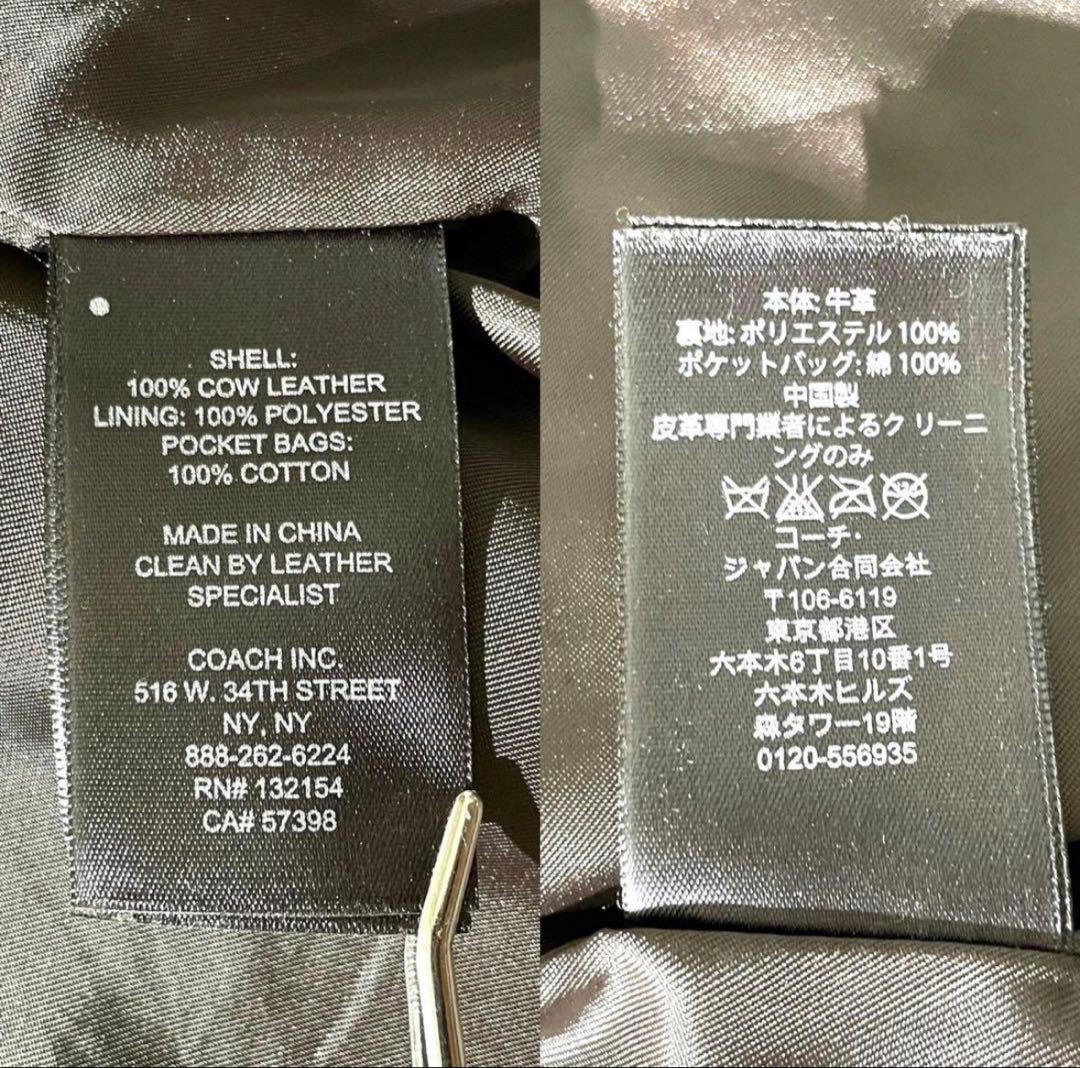 SHELL:
100% COW LEATHER
LINING: 100% POLYESTER
POCKET BAGS:
100% COTTON
MADE IN CHINA
CLEAN BY LEATHER
SPECIALIST
COACH INC.
516 W. 34TH STREET
NY, NY
888-262-6224
RN# 132154
CA# 57398
本体: 牛革
裏地: ポリエステル 100%
ポケットバッグ: 綿 100%
中国製
皮革専門業者によるク リーニ
ングのみ
コーチ・
ジャパン合同会社
〒106-6119
東京都港区
六本木6丁目10番1号
六本木ヒルズ
森タワー19階
0120-556935